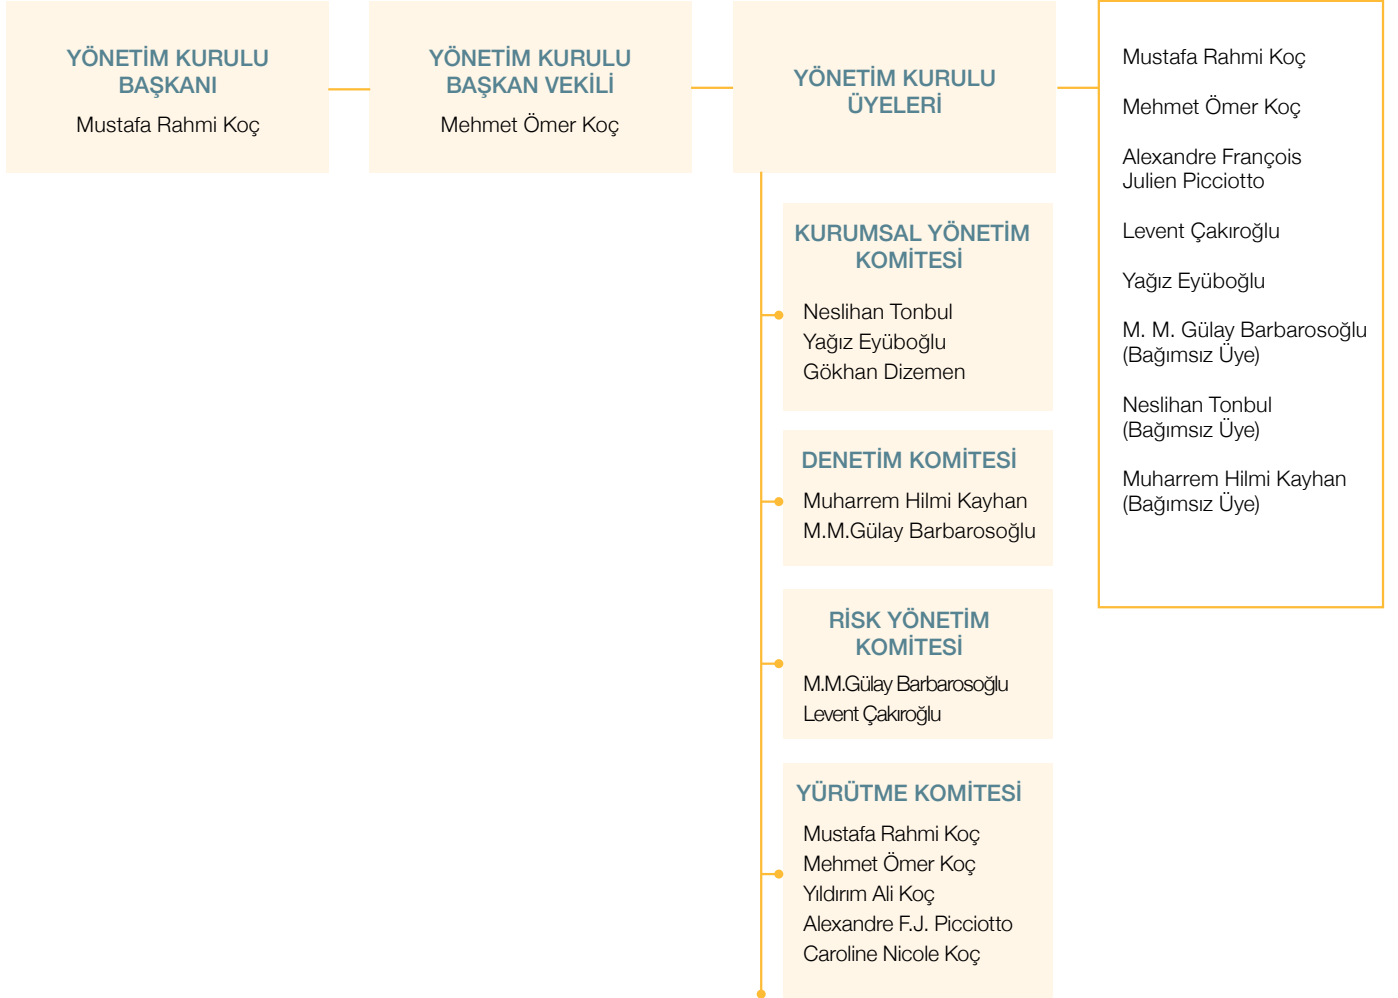 YÖNETİM KURULU
BAŞKANI
Mustafa Rahmi Koç
YÖNETİM KURULU
BAŞKAN VEKİLİ
Mehmet Ömer Koç
YÖNETİM KURULU
ÜYELERİ
Mustafa Rahmi Koç
Mehmet Ömer Koç
Alexandre François
Julien Picciotto
Levent Çakıroğlu
Yağız Eyüboğlu
M. M. Gülay Barbarosoğlu
(Bağımsız Üye)
Neslihan Tonbul
(Bağımsız Üye)
Muharrem Hilmi Kayhan
(Bağımsız Üye)
KURUMSAL YÖNETİM
KOMİTESİ
Neslihan Tonbul
Yağız Eyüboğlu
Gökhan Dizemen
DENETİM KOMİTESİ
Muharrem Hilmi Kayhan
M.M.Gülay Barbarosoğlu
RİSK YÖNETİM
KOMİTESİ
M.M.Gülay Barbarosoğlu
Levent Çakıroğlu
YÜRÜTME KOMİTESİ
Mustafa Rahmi Koç
Mehmet Ömer Koç
Yıldırım Ali Koç
Alexandre F.J. Picciotto
Caroline Nicole Koç